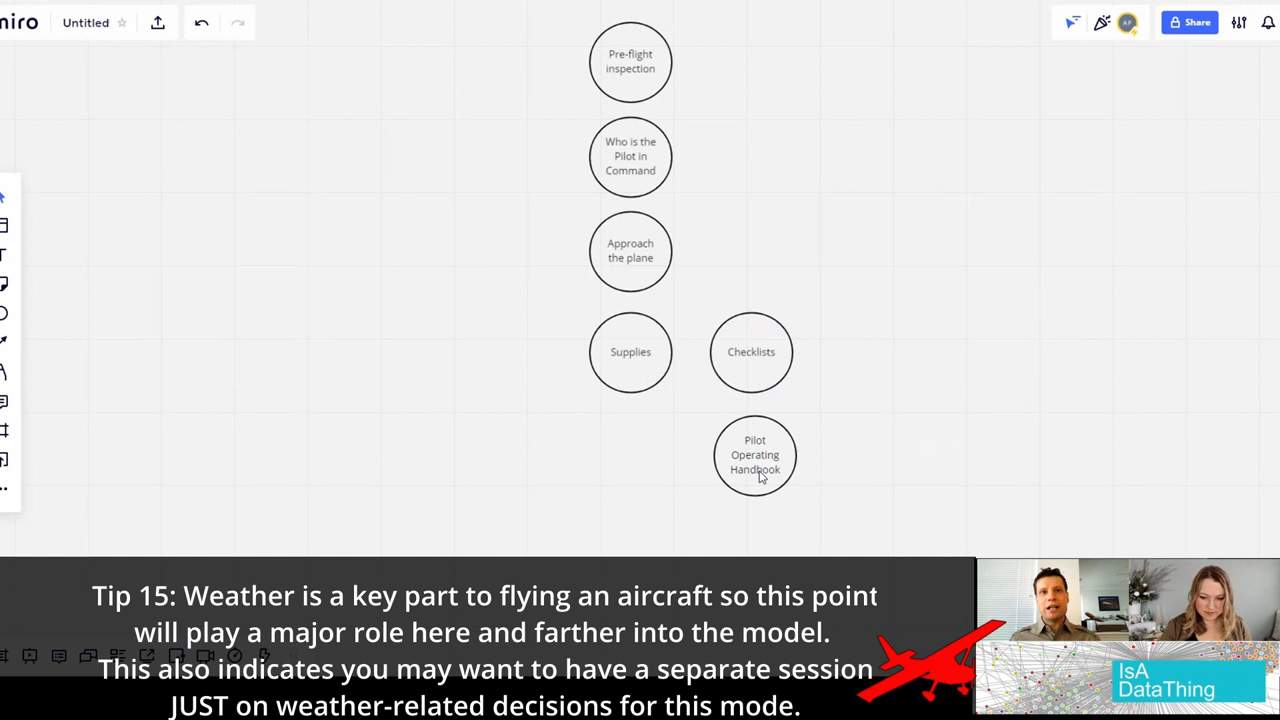 miro
Untitled
Share
AF
Pre-flight
inspection
Who is the
Pilot in
Command
Approach
the plane
Supplies
Checklists
Pilot
Operating
Handbook
Tip 15: Weather is a key part to flying an aircraft so this point
will play a major role here and farther into the model.
This also indicates you may want to have a separate session
JUST on weather-related decisions for this mode.
IsA
DataThing